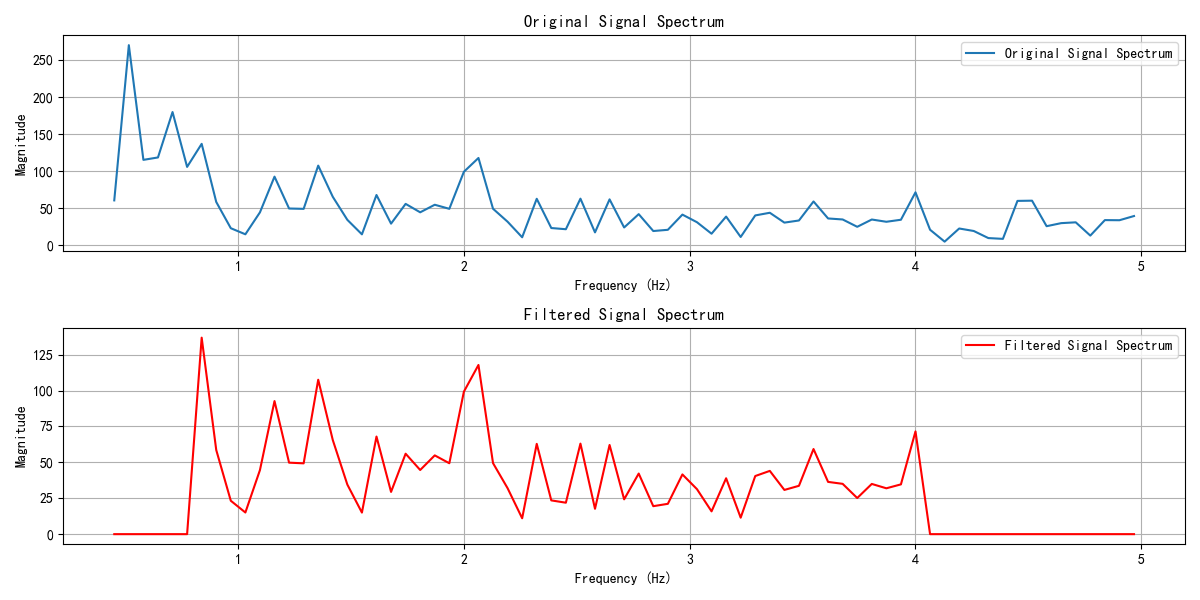 Original Signal Spectrum
Original Signal Spectrum
250
200
150
100
50
0
Magnitude
1 2 3 4 5
Frequency (Hz)
Filtered Signal Spectrum
Filtered Signal Spectrum
125
100
75
50
25
0
Magnitude
1 2 3 4 5
Frequency (Hz)